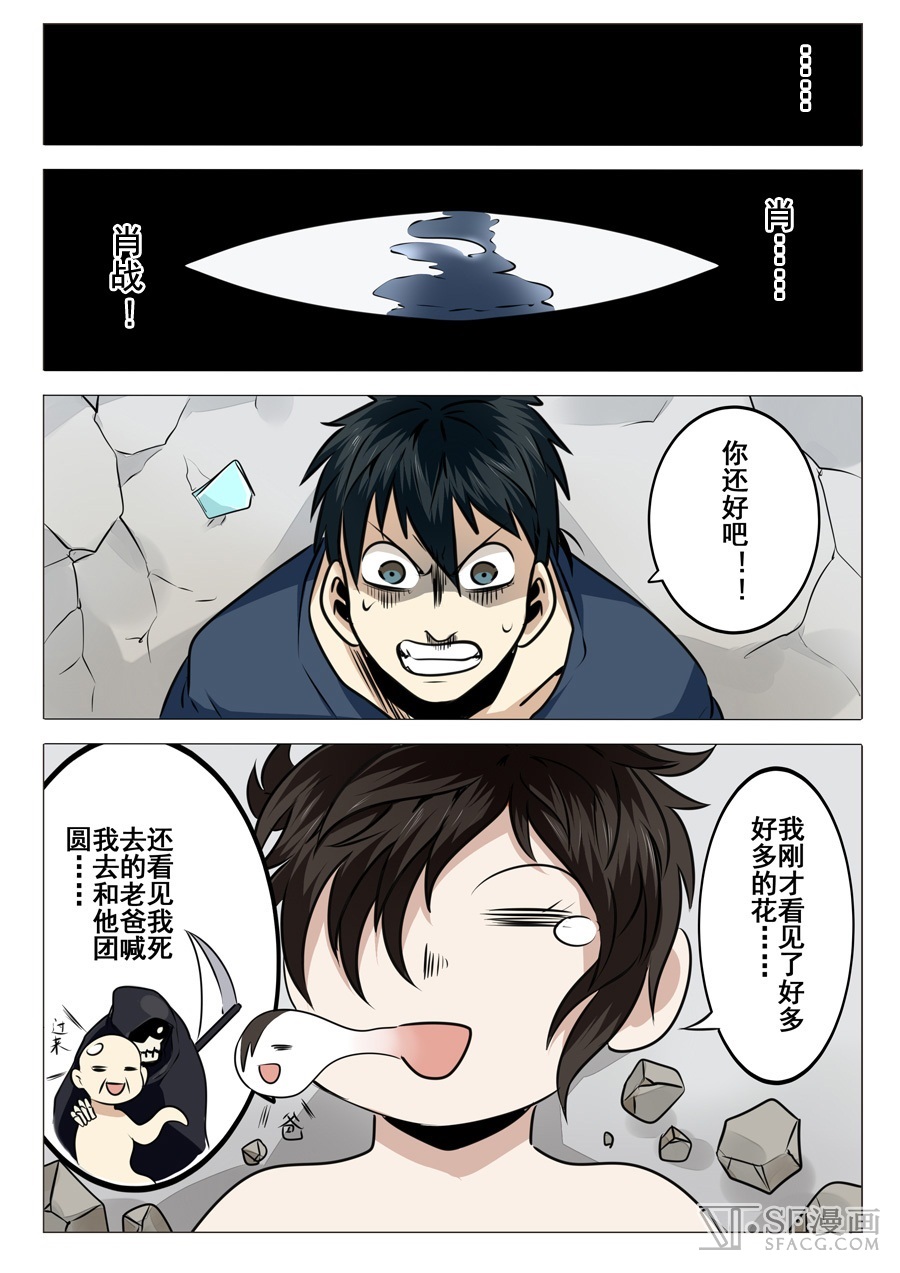 ……
肖……
肖战！
你还好吧！！
我刚才看见了好多
好多的花……
还看见我死
去的老爸喊
我去和他团
圆……
过来
爸
SF漫画
SFACG.COM